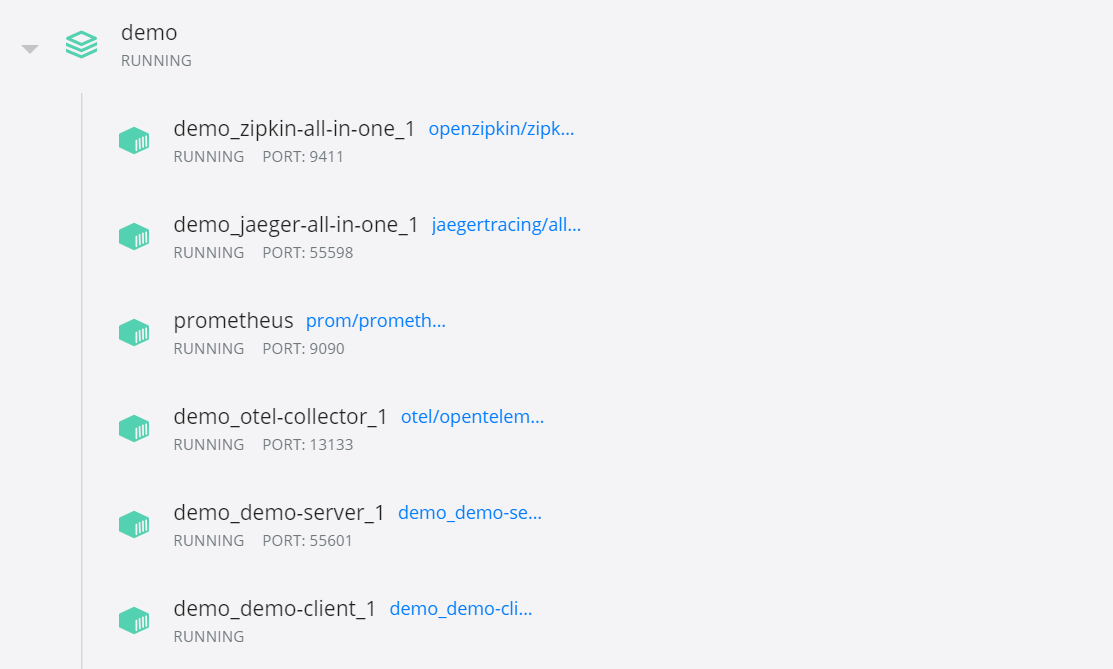 demo
RUNNING
demo_zipkin-all-in-one_1 openzipkin/zipk...
RUNNING PORT: 9411
demo_jaeger-all-in-one_1 jaegertracing/all...
RUNNING PORT: 55598
prometheus prom/prometh...
RUNNING PORT: 9090
demo_otel-collector_1 otel/opentelem...
RUNNING PORT: 13133
demo_demo-server_1 demo_demo-se...
RUNNING PORT: 55601
demo_demo-client_1 demo_demo-cli...
RUNNING